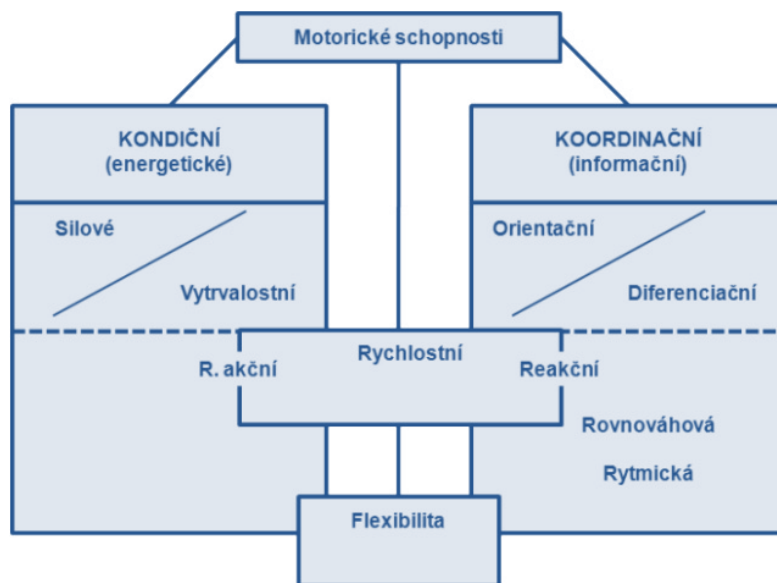 Motorické schopnosti
KONDIČNÍ
(energetické)
KOORDINAČNÍ
(informační)
Silové
Vytrvalostní
Orientační
Diferenciační
Rychlostní
R. akční
Reakční
Rovnováhová
Rytmická
Flexibilita